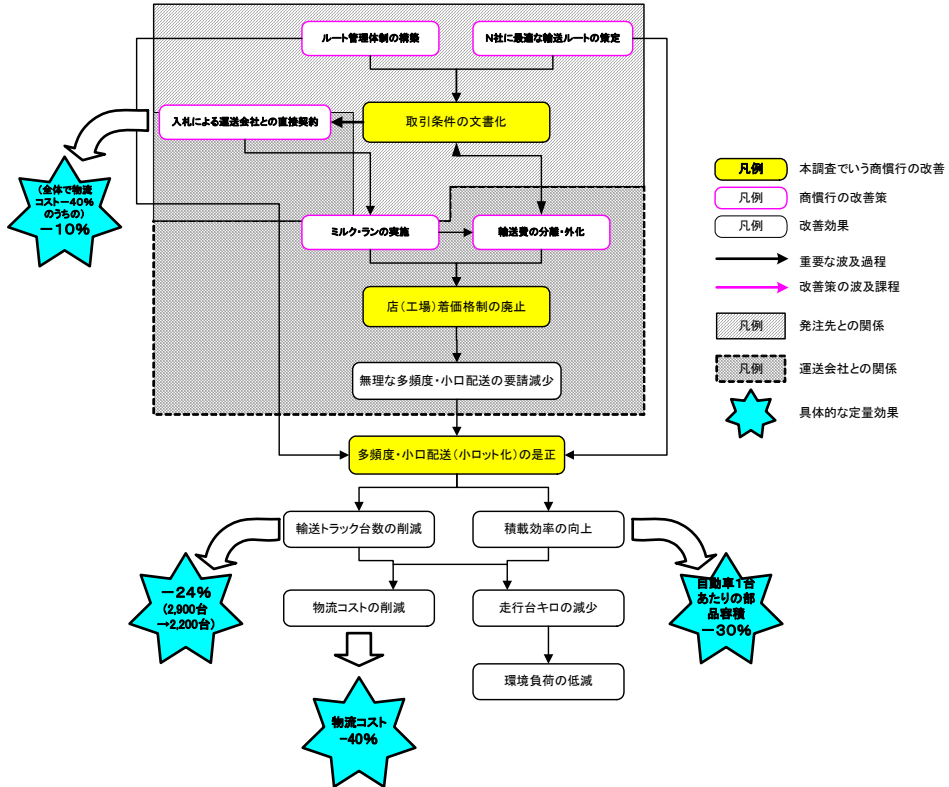 ルート管理体制の構築
N社に最適な輸送ルートの策定
入札による運送会社との直接契約
取引条件の文書化
(全体で物流
コスト－40%
のうちの)
－10%
ミルク・ランの実施
輸送費の分離・外化
店(工場)着価格制の廃止
無理な多頻度・小口配送の要請減少
多頻度・小口配送(小ロット化)の是正
輸送トラック台数の削減
積載効率の向上
－24%
(2,900台
→2,200台)
物流コストの削減
走行台キロの減少
自動車1台
あたりの部
品容積
－30%
環境負荷の低減
物流コスト
-40%
凡例
本調査でいう商慣行の改善
凡例
商慣行の改善策
凡例
改善効果
重要な波及過程
改善策の波及課程
凡例
発注先との関係
凡例
運送会社との関係
具体的な定量効果